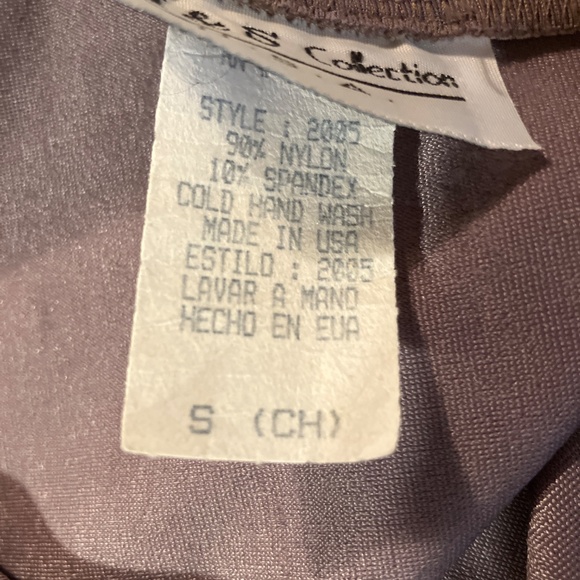 & S Collection
U.S.A.
STYLE : 2005
90% NYLON
10% SPANDEX
COLD HAND WASH
MADE IN USA
ESTILO : 2005
LAVAR A MANO
HECHO EN EUA
S (CH)